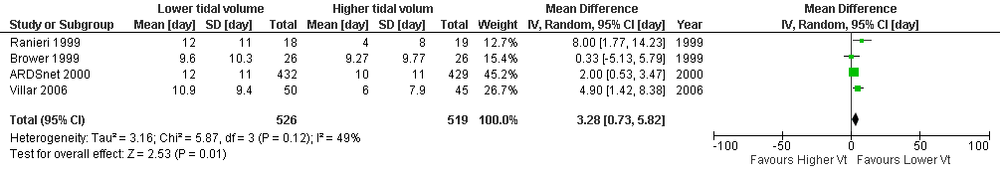 Lower tidal volume Higher tidal volum Mean Difference Mean Difference
Study or Subgroup Mean [day] SD [day] Total Mean [day] SD [day] Total Weight IV, Random, 95% CI [day] Year IV, Random, 95% CI [day]
Ranieri 1999 12 11 18 4 8 19 12.7% 8.00 [1.77, 14.23] 1999
Brower 1999 9.6 10.3 26 9.27 9.77 26 15.4% 0.33 [-5.13, 5.79] 1999
ARDSnet 2000 12 11 432 10 11 429 45.2% 2.00 [0.53, 3.47] 2000
Villar 2006 10.9 9.4 50 6 7.9 45 26.7% 4.90 [1.42, 8.38] 2006
Total (95% CI) 526 519 100.0% 3.28 [0.73, 5.82]
Heterogeneity: Tau² = 3.16; Chi² = 5.87, df = 3 (P = 0.12); I² = 49%
Test for overall effect: Z = 2.53 (P = 0.01)
-100 -50 0 50 100
Favours Higher Vt Favours Lower Vt